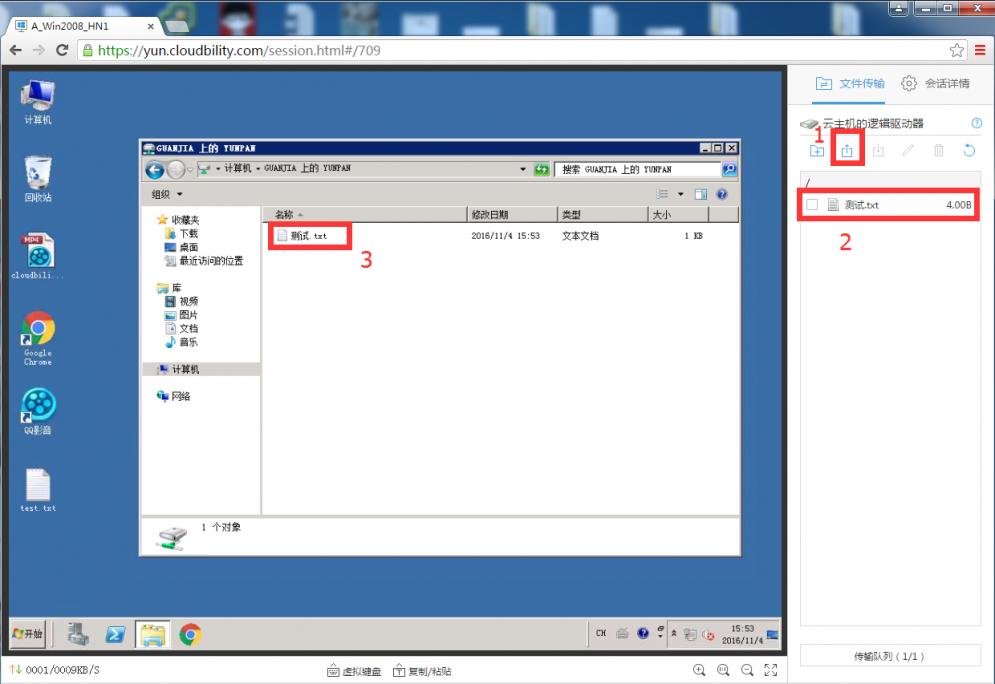 A_Win2008_HN1
https://yun.cloudbility.com/session.html#/709
计算机
回收站
MP4
cloudbili...
Google
Chrome
QQ影音
test.txt
GUANJIA 上的 YUNPAN
计算机 GUANJIA 上的 YUNPAN
搜索 GUANJIA 上的 YUNPAN
组织
收藏夹
下载
桌面
最近访问的位置
库
视频
图片
文档
音乐
计算机
网络
名称 修改日期 类型 大小
测试.txt 2016/11/4 15:53 文本文档 1 KB
3
1 个对象
开始
CH
15:53
2016/11/4
0001/0009KB/S
虚拟键盘
复制/粘贴
文件传输
会话详情
云主机的逻辑驱动器
1
/
测试.txt 4.00B
2
传输队列 ( 1/1 )